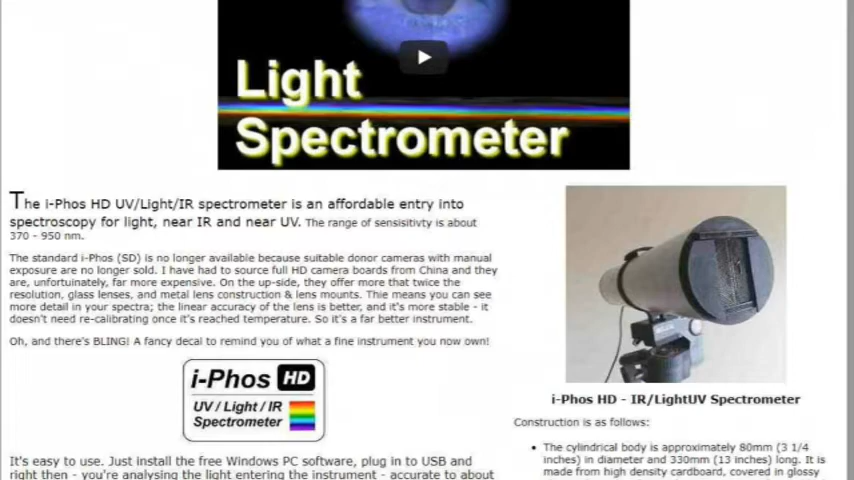 Light
Spectrometer
The i-Phos HD UV/Light/IR spectrometer is an affordable entry into
spectroscopy for light, near IR and near UV. The range of sensisitivty is about
370 - 950 nm.
The standard i-Phos (SD) is no longer available because suitable donor cameras with manual
exposure are no longer sold. I have had to source full HD camera boards from China and they
are, unfortuinately, far more expensive. On the up-side, they offer more that twice the
resolution, glass lenses, and metal lens construction & lens mounts. Thie means you can see
more detail in your spectra; the linear accuracy of the lens is better, and it's more stable - it
doesn't need re-calibrating once it's reached temperature. So it's a far better instrument.
Oh, and there's BLING! A fancy decal to remind you of what a fine instrument you now own!
i-Phos HD
UV / Light / IR
Spectrometer
It's easy to use. Just install the free Windows PC software, plug in to USB and
right then - you're analysing the light entering the instrument - accurate to about
i-Phos HD - IR/LightUV Spectrometer
Construction is as follows:
• The cylindrical body is approximately 80mm (3 1/4
inches) in diameter and 330mm (13 inches) long. It is
made from high density cardboard, covered in glossy